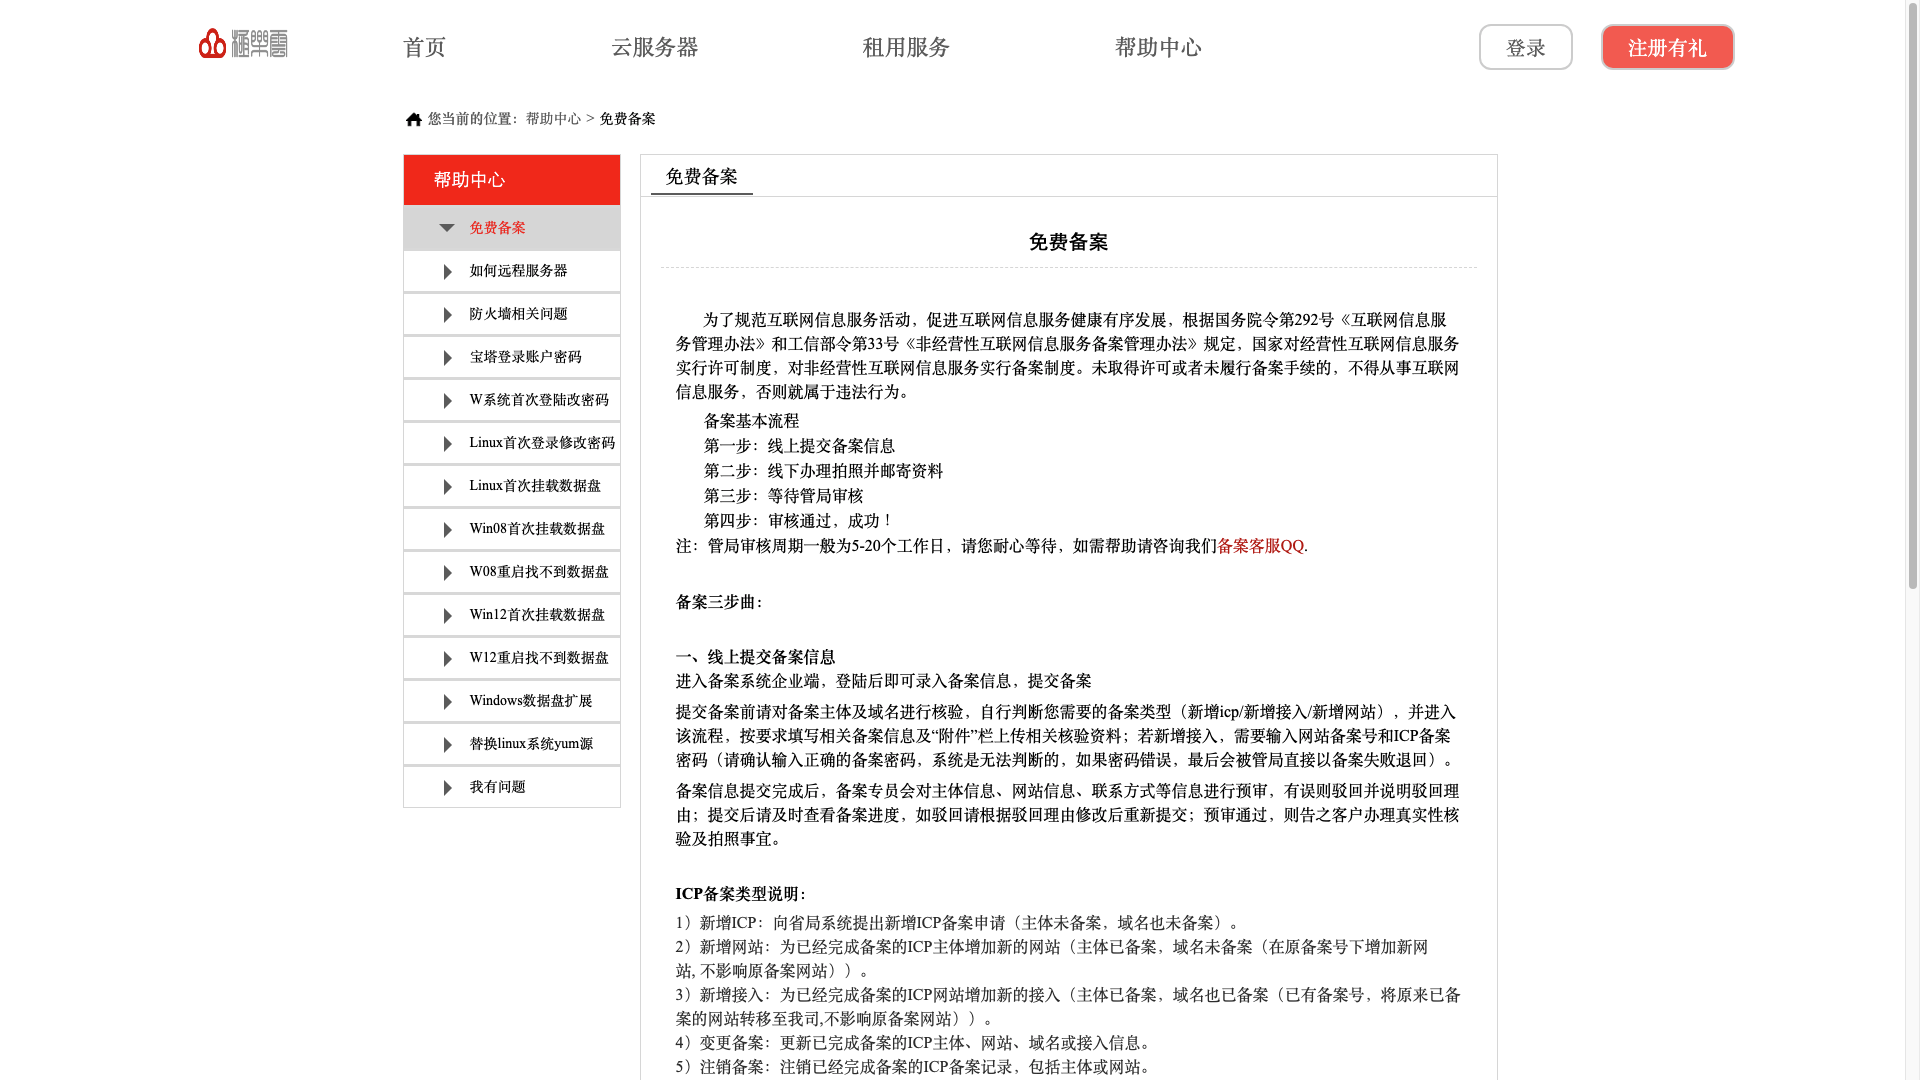 極樂雲
首页
云服务器
租用服务
帮助中心
登录
注册有礼
您当前的位置：帮助中心 > 免费备案
帮助中心
免费备案
如何远程服务器
防火墙相关问题
宝塔登录账户密码
W系统首次登陆改密码
Linux首次登录修改密码
Linux首次挂载数据盘
Win08首次挂载数据盘
W08重启找不到数据盘
Win12首次挂载数据盘
W12重启找不到数据盘
Windows数据盘扩展
替换linux系统yum源
我有问题
免费备案
免费备案
为了规范互联网信息服务活动，促进互联网信息服务健康有序发展，根据国务院令第292号《互联网信息服
务管理办法》和工信部令第33号《非经营性互联网信息服务备案管理办法》规定，国家对经营性互联网信息服务
实行许可制度，对非经营性互联网信息服务实行备案制度。未取得许可或者未履行备案手续的，不得从事互联网
信息服务，否则就属于违法行为。
备案基本流程
第一步：线上提交备案信息
第二步：线下办理拍照并邮寄资料
第三步：等待管局审核
第四步：审核通过，成功！
注：管局审核周期一般为5-20个工作日，请您耐心等待，如需帮助请咨询我们备案客服QQ.
备案三步曲：
一、线上提交备案信息
进入备案系统企业端，登陆后即可录入备案信息，提交备案
提交备案前请对备案主体及域名进行核验，自行判断您需要的备案类型（新增icp/新增接入/新增网站），并进入
该流程，按要求填写相关备案信息及“附件”栏上传相关核验资料；若新增接入，需要输入网站备案号和ICP备案
密码（请确认输入正确的备案密码，系统是无法判断的，如果密码错误，最后会被管局直接以备案失败退回）。
备案信息提交完成后，备案专员会对主体信息、网站信息、联系方式等信息进行预审，有误则驳回并说明驳回理
由；提交后请及时查看备案进度，如驳回请根据驳回理由修改后重新提交；预审通过，则告之客户办理真实性核
验及拍照事宜。
ICP备案类型说明：
1）新增ICP：向省局系统提出新增ICP备案申请（主体未备案，域名也未备案）。
2）新增网站：为已经完成备案的ICP主体增加新的网站（主体已备案，域名未备案（在原备案号下增加新网
站, 不影响原备案网站））。
3）新增接入：为已经完成备案的ICP网站增加新的接入（主体已备案，域名也已备案（已有备案号，将原来已备
案的网站转移至我司,不影响原备案网站））。
4）变更备案：更新已完成备案的ICP主体、网站、域名或接入信息。
5）注销备案：注销已经完成备案的ICP备案记录，包括主体或网站。